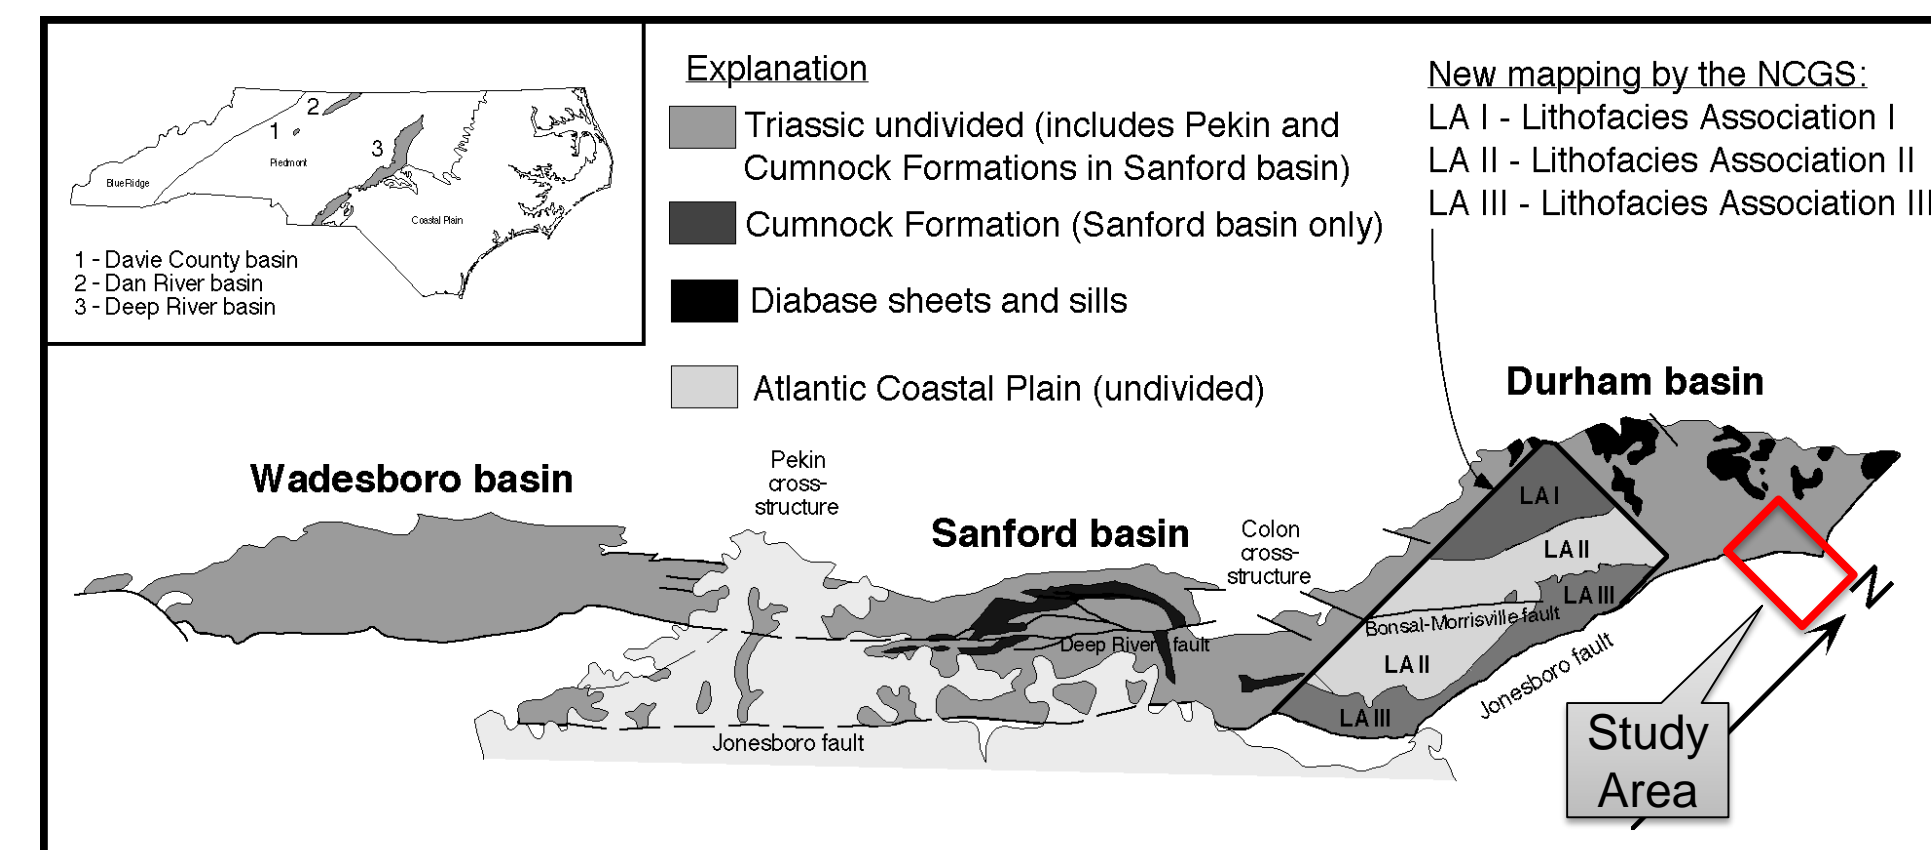 Blue Ridge
Piedmont
Coastal Plain
1
2
3
1 - Davie County basin
2 - Dan River basin
3 - Deep River basin
Explanation
Triassic undivided (includes Pekin and
Cumnock Formations in Sanford basin)
Cumnock Formation (Sanford basin only)
Diabase sheets and sills
Atlantic Coastal Plain (undivided)
New mapping by the NCGS:
LA I - Lithofacies Association I
LA II - Lithofacies Association II
LA III - Lithofacies Association III
Wadesboro basin
Pekin
cross-
structure
Sanford basin
Colon
cross-
structure
Durham basin
LA I
LA II
LA III
Bonsal-Morrisville fault
LA II
LA III
Deep River fault
Jonesboro fault
Jonesboro fault
N
Study
Area